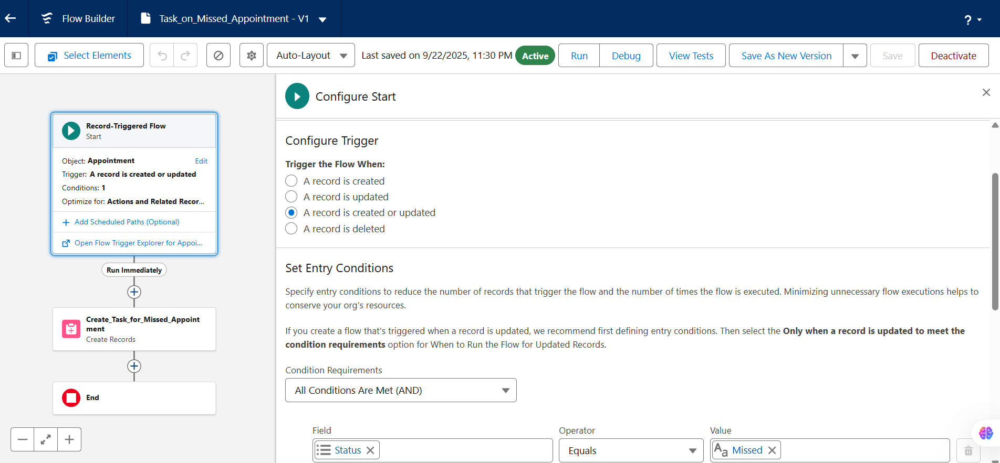 Flow Builder
Task_on_Missed_Appointment - V1
?
Select Elements
Auto-Layout
Last saved on 9/22/2025, 11:30 PM
Active
Run
Debug
View Tests
Save As New Version
Save
Deactivate
Record-Triggered Flow
Start
Object: Appointment
Edit
Trigger: A record is created or updated
Conditions: 1
Optimize for: Actions and Related Recor...
Add Scheduled Paths (Optional)
Open Flow Trigger Explorer for Appoi...
Run Immediately
Create_Task_for_Missed_Appoint
ment
Create Records
End
Configure Start
Configure Trigger
Trigger the Flow When:
A record is created
A record is updated
A record is created or updated
A record is deleted
Set Entry Conditions
Specify entry conditions to reduce the number of records that trigger the flow and the number of times the flow is executed. Minimizing unnecessary flow executions helps to
conserve your org’s resources.
If you create a flow that's triggered when a record is updated, we recommend first defining entry conditions. Then select the Only when a record is updated to meet the
condition requirements option for When to Run the Flow for Updated Records.
Condition Requirements
All Conditions Are Met (AND)
Field
Operator
Value
Status
Equals
Aa Missed